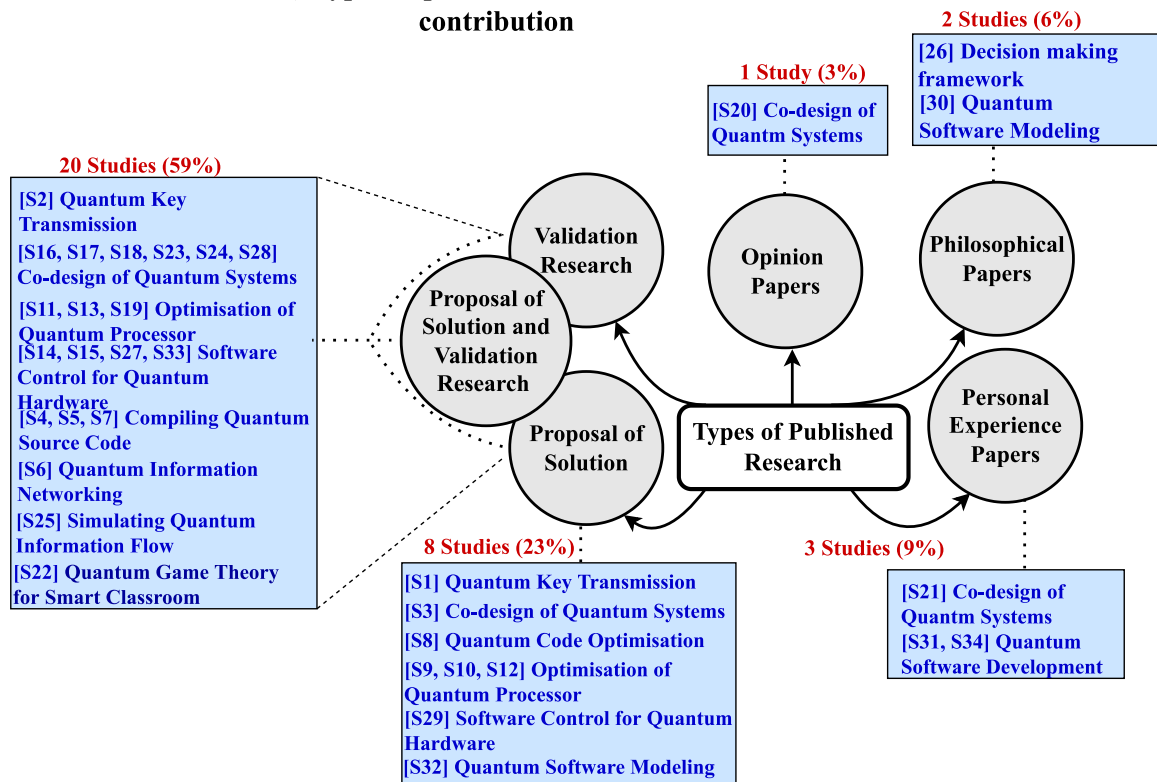 contribution
2 Studies (6%)
[26] Decision making
framework
[30] Quantum
Software Modeling
1 Study (3%)
[S20] Co-design of
Quantm Systems
20 Studies (59%)
[S2] Quantum Key
Transmission
[S16, S17, S18, S23, S24, S28]
Co-design of Quantum Systems
[S11, S13, S19] Optimisation of
Quantum Processor
[S14, S15, S27, S33] Software
Control for Quantum
Hardware
[S4, S5, S7] Compiling Quantum
Source Code
[S6] Quantum Information
Networking
[S25] Simulating Quantum
Information Flow
[S22] Quantum Game Theory
for Smart Classroom
Validation
Research
Proposal of
Solution and
Validation
Research
Proposal of
Solution
Opinion
Papers
Philosophical
Papers
Personal
Experience
Papers
Types of Published
Research
8 Studies (23%)
[S1] Quantum Key Transmission
[S3] Co-design of Quantum Systems
[S8] Quantum Code Optimisation
[S9, S10, S12] Optimisation of
Quantum Processor
[S29] Software Control for Quantum
Hardware
[S32] Quantum Software Modeling
3 Studies (9%)
[S21] Co-design of
Quantm Systems
[S31, S34] Quantum
Software Development